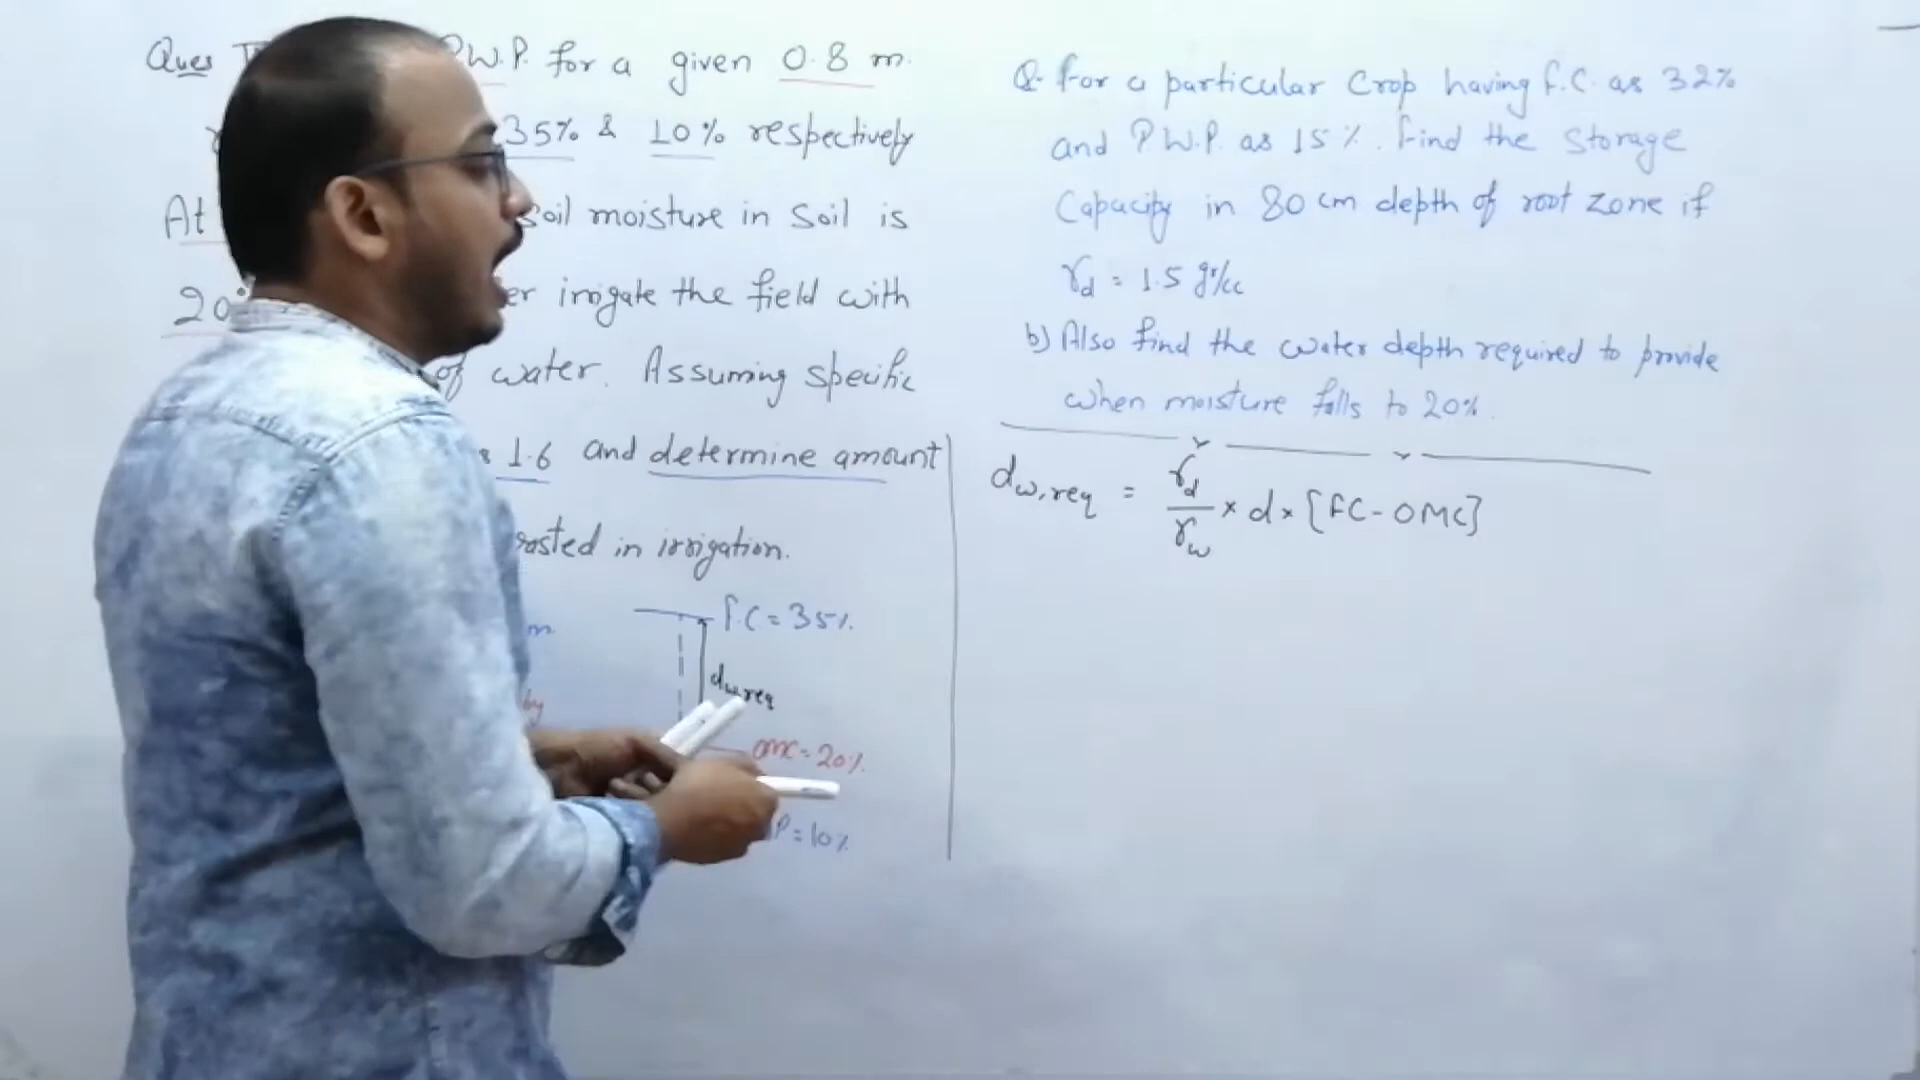 Ques P.W.P. for a given 0.8 m.
35% & 10% respectively
At soil moisture in soil is
20% irrigate the field with
of water. Assuming specific
1.6 and determine amount
in irrigation.
m
f.C = 35%
dw,req
by
OMC = 20%
P = 10%
Q. for a particular Crop having f.C. as 32%
and P.W.P. as 15%. find the Storage
Capacity in 80 cm depth of root zone if
γd = 1.5 gr/cc
b) Also find the water depth required to provide
when moisture falls to 20%.
dw,req = γd/γw × d × [FC - OMC]